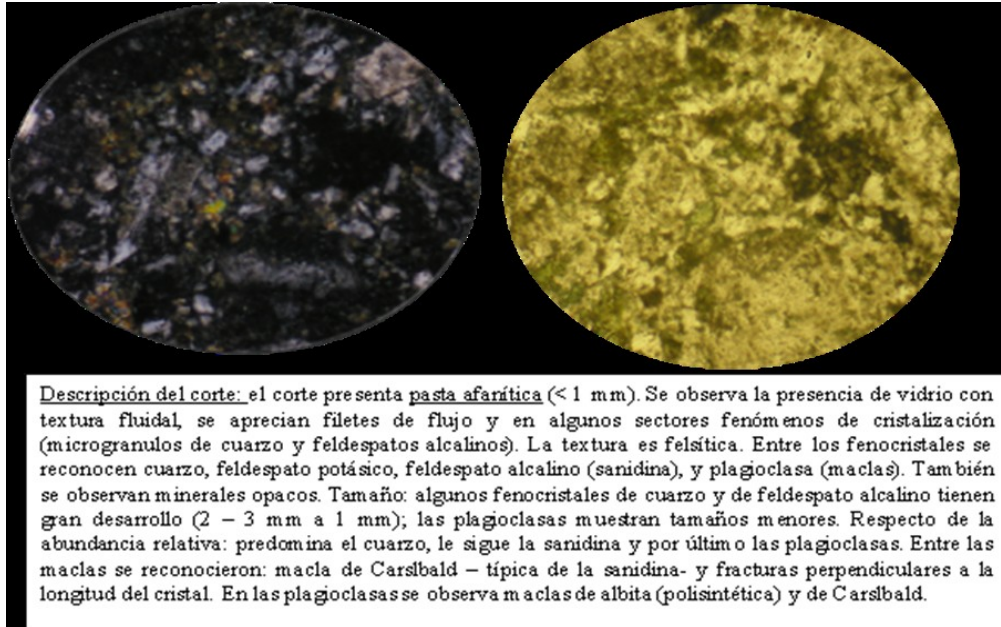 Descripción del corte: el corte presenta pasta afanítica (< 1 mm). Se observa la presencia de vidrio con
textura fluidal, se aprecian filetes de flujo y en algunos sectores fenómenos de cristalización
(microgranulos de cuarzo y feldespatos alcalinos). La textura es felsítica. Entre los fenocristales se
reconocen cuarzo, feldespato potásico, feldespato alcalino (sanidina), y plagioclasa (maclas). También
se observan minerales opacos. Tamaño: algunos fenocristales de cuarzo y de feldespato alcalino tienen
gran desarrollo (2 – 3 mm a 1 mm); las plagioclasas muestran tamaños menores. Respecto de la
abundancia relativa: predomina el cuarzo, le sigue la sanidina y por último las plagioclasas. Entre las
maclas se reconocieron: macla de Carslbald – típica de la sanidina- y fracturas perpendiculares a la
longitud del cristal. En las plagioclasas se observa maclas de albita (polisintética) y de Carslbald.